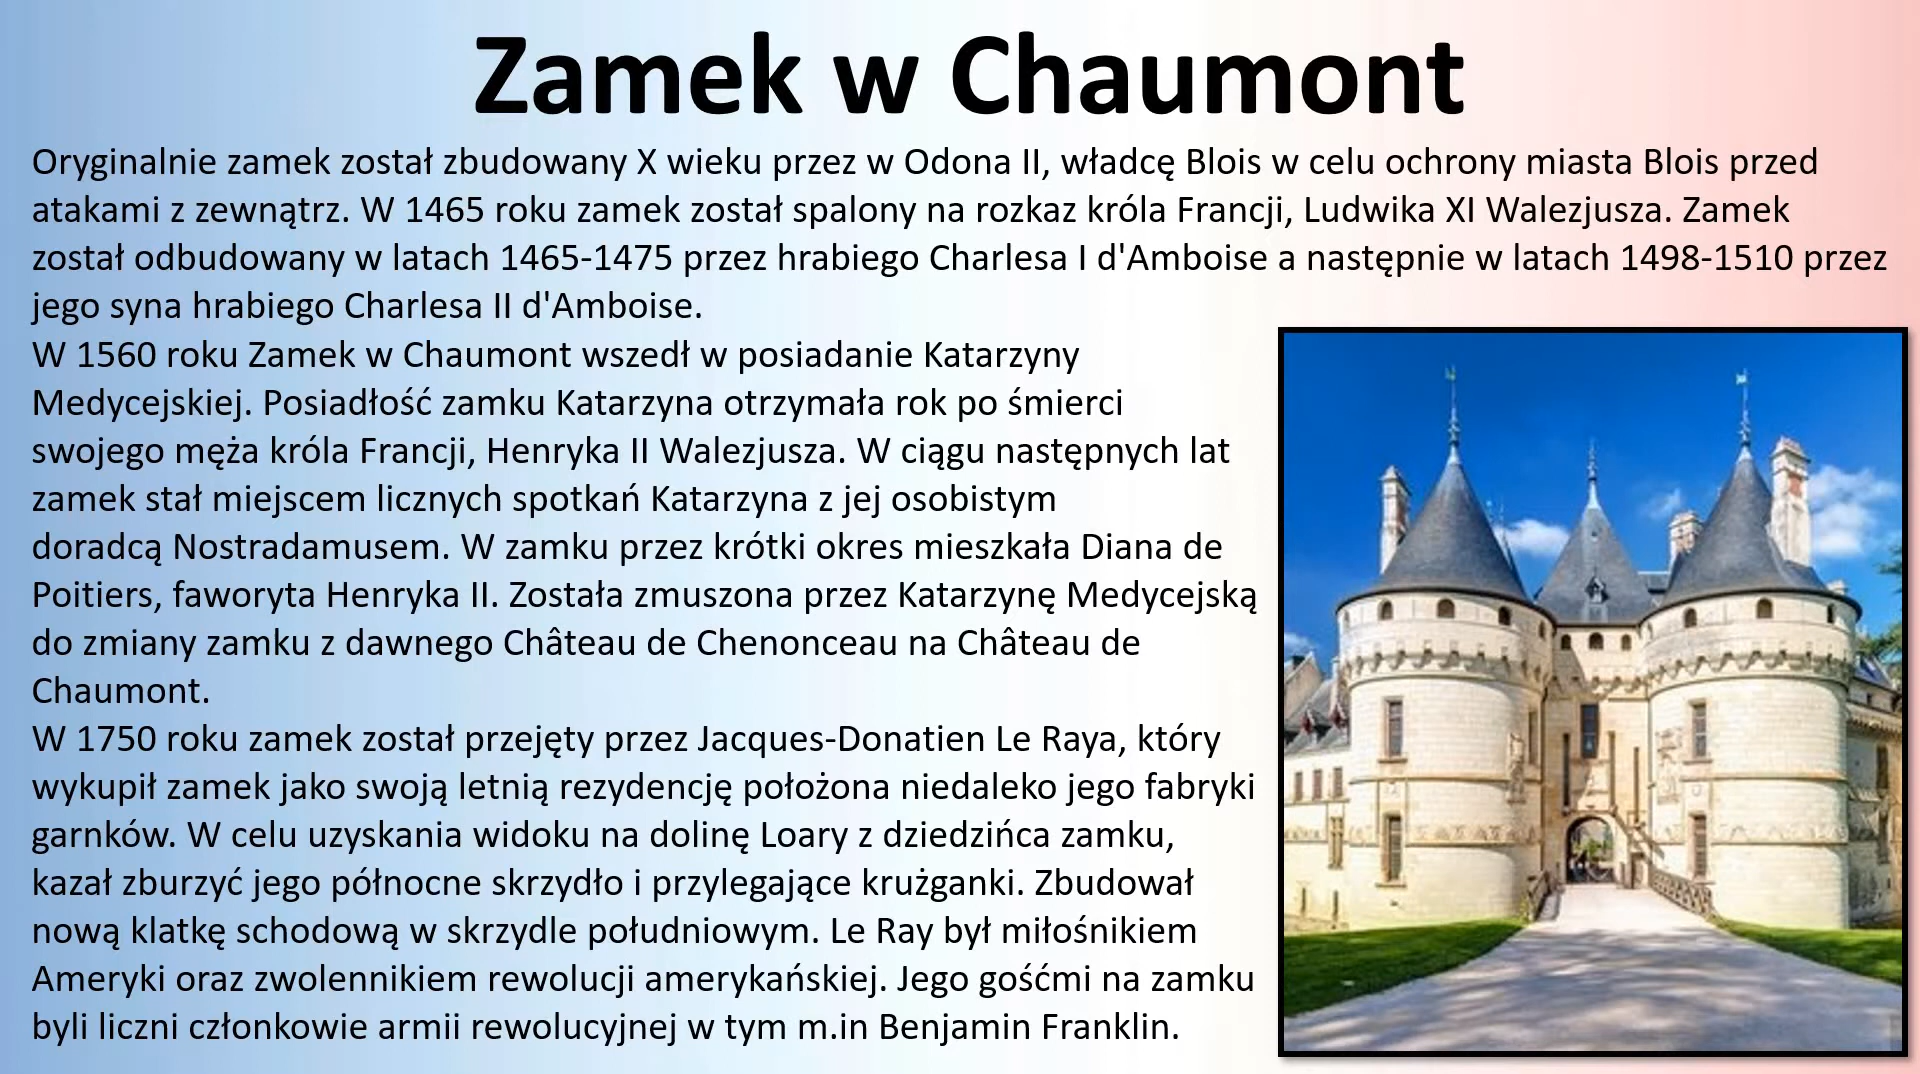 Zamek w Chaumont
Oryginalnie zamek został zbudowany X wieku przez w Odona II, władcę Blois w celu ochrony miasta Blois przed
atakami z zewnątrz. W 1465 roku zamek został spalony na rozkaz króla Francji, Ludwika XI Walezjusza. Zamek
został odbudowany w latach 1465-1475 przez hrabiego Charlesa I d'Amboise a następnie w latach 1498-1510 przez
jego syna hrabiego Charlesa II d'Amboise.
W 1560 roku Zamek w Chaumont wszedł w posiadanie Katarzyny
Medycejskiej. Posiadłość zamku Katarzyna otrzymała rok po śmierci
swojego męża króla Francji, Henryka II Walezjusza. W ciągu następnych lat
zamek stał miejscem licznych spotkań Katarzyna z jej osobistym
doradcą Nostradamusem. W zamku przez krótki okres mieszkała Diana de
Poitiers, faworyta Henryka II. Została zmuszona przez Katarzynę Medycejską
do zmiany zamku z dawnego Château de Chenonceau na Château de
Chaumont.
W 1750 roku zamek został przejęty przez Jacques-Donatien Le Raya, który
wykupił zamek jako swoją letnią rezydencję położona niedaleko jego fabryki
garnków. W celu uzyskania widoku na dolinę Loary z dziedzińca zamku,
kazał zburzyć jego północne skrzydło i przylegające krużganki. Zbudował
nową klatkę schodową w skrzydle południowym. Le Ray był miłośnikiem
Ameryki oraz zwolennikiem rewolucji amerykańskiej. Jego gośćmi na zamku
byli liczni członkowie armii rewolucyjnej w tym m.in Benjamin Franklin.